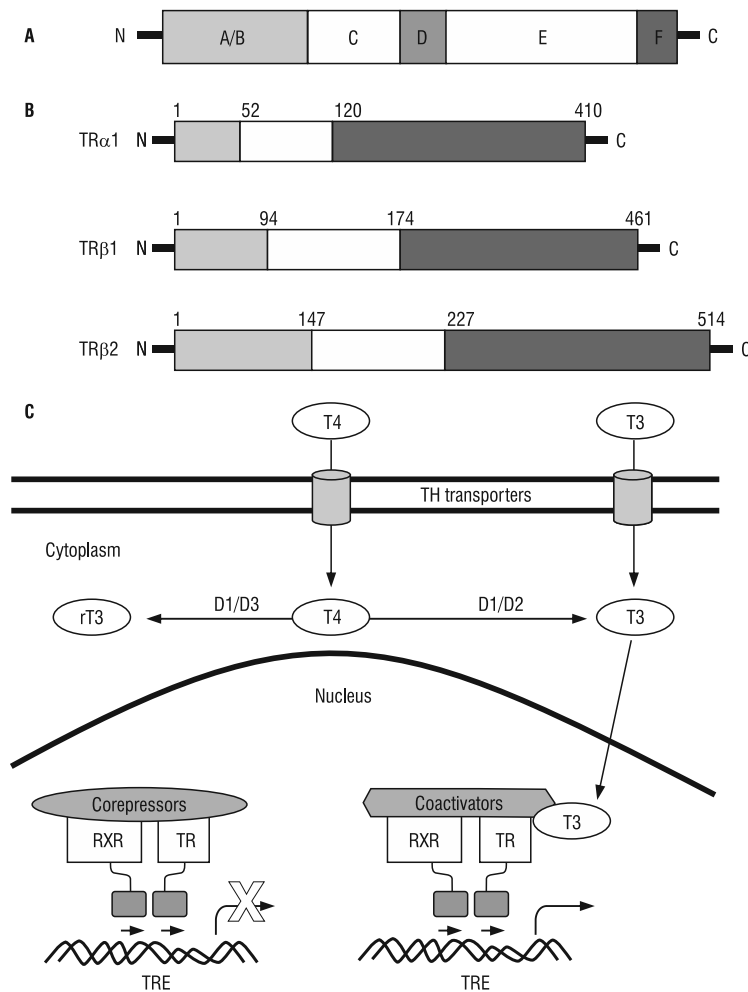 A N A/B C D E F C
B 1 52 120 410
TRα1 N C
1 94 174 461
TRβ1 N C
1 147 227 514
TRβ2 N C
C
T4 T3
TH transporters
Cytoplasm
rT3 D1/D3 T4 D1/D2 T3
Nucleus
Corepressors Coactivators T3
RXR TR RXR TR
X
TRE TRE